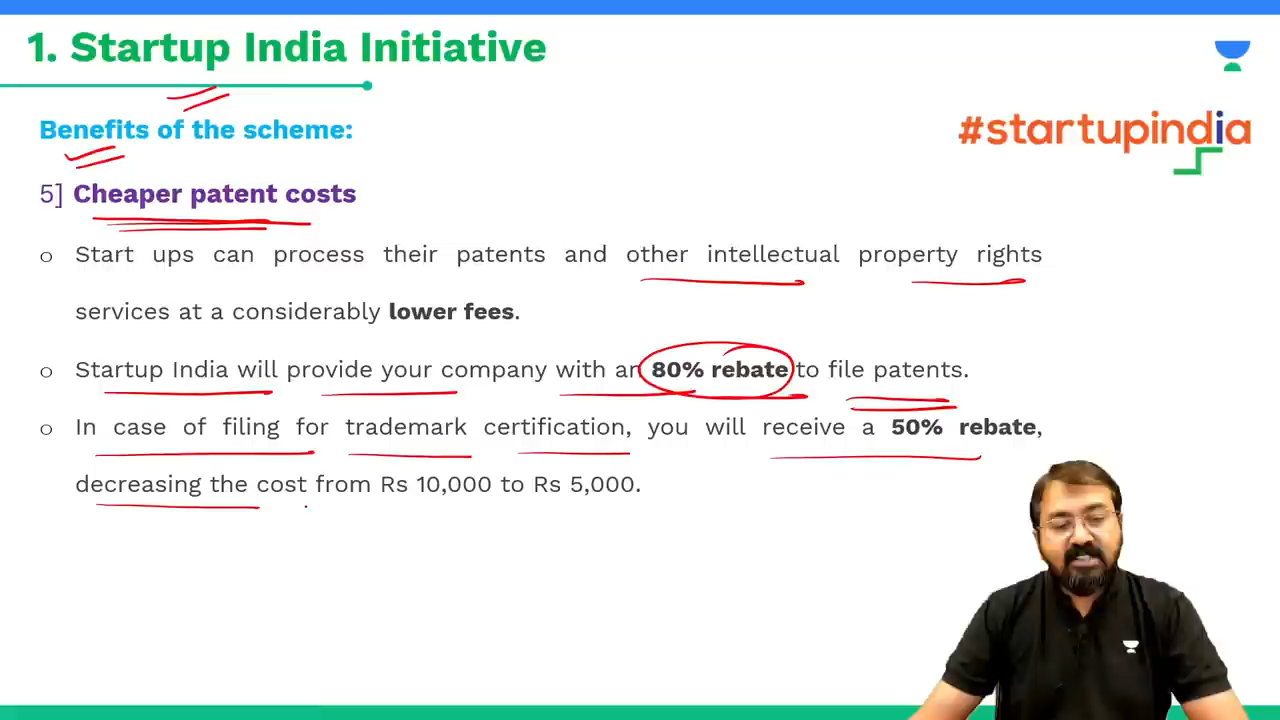 1. Startup India Initiative
Benefits of the scheme:
#startupindia
5] Cheaper patent costs
o Start ups can process their patents and other intellectual property rights
services at a considerably lower fees.
o Startup India will provide your company with an 80% rebate to file patents.
o In case of filing for trademark certification, you will receive a 50% rebate,
decreasing the cost from Rs 10,000 to Rs 5,000.